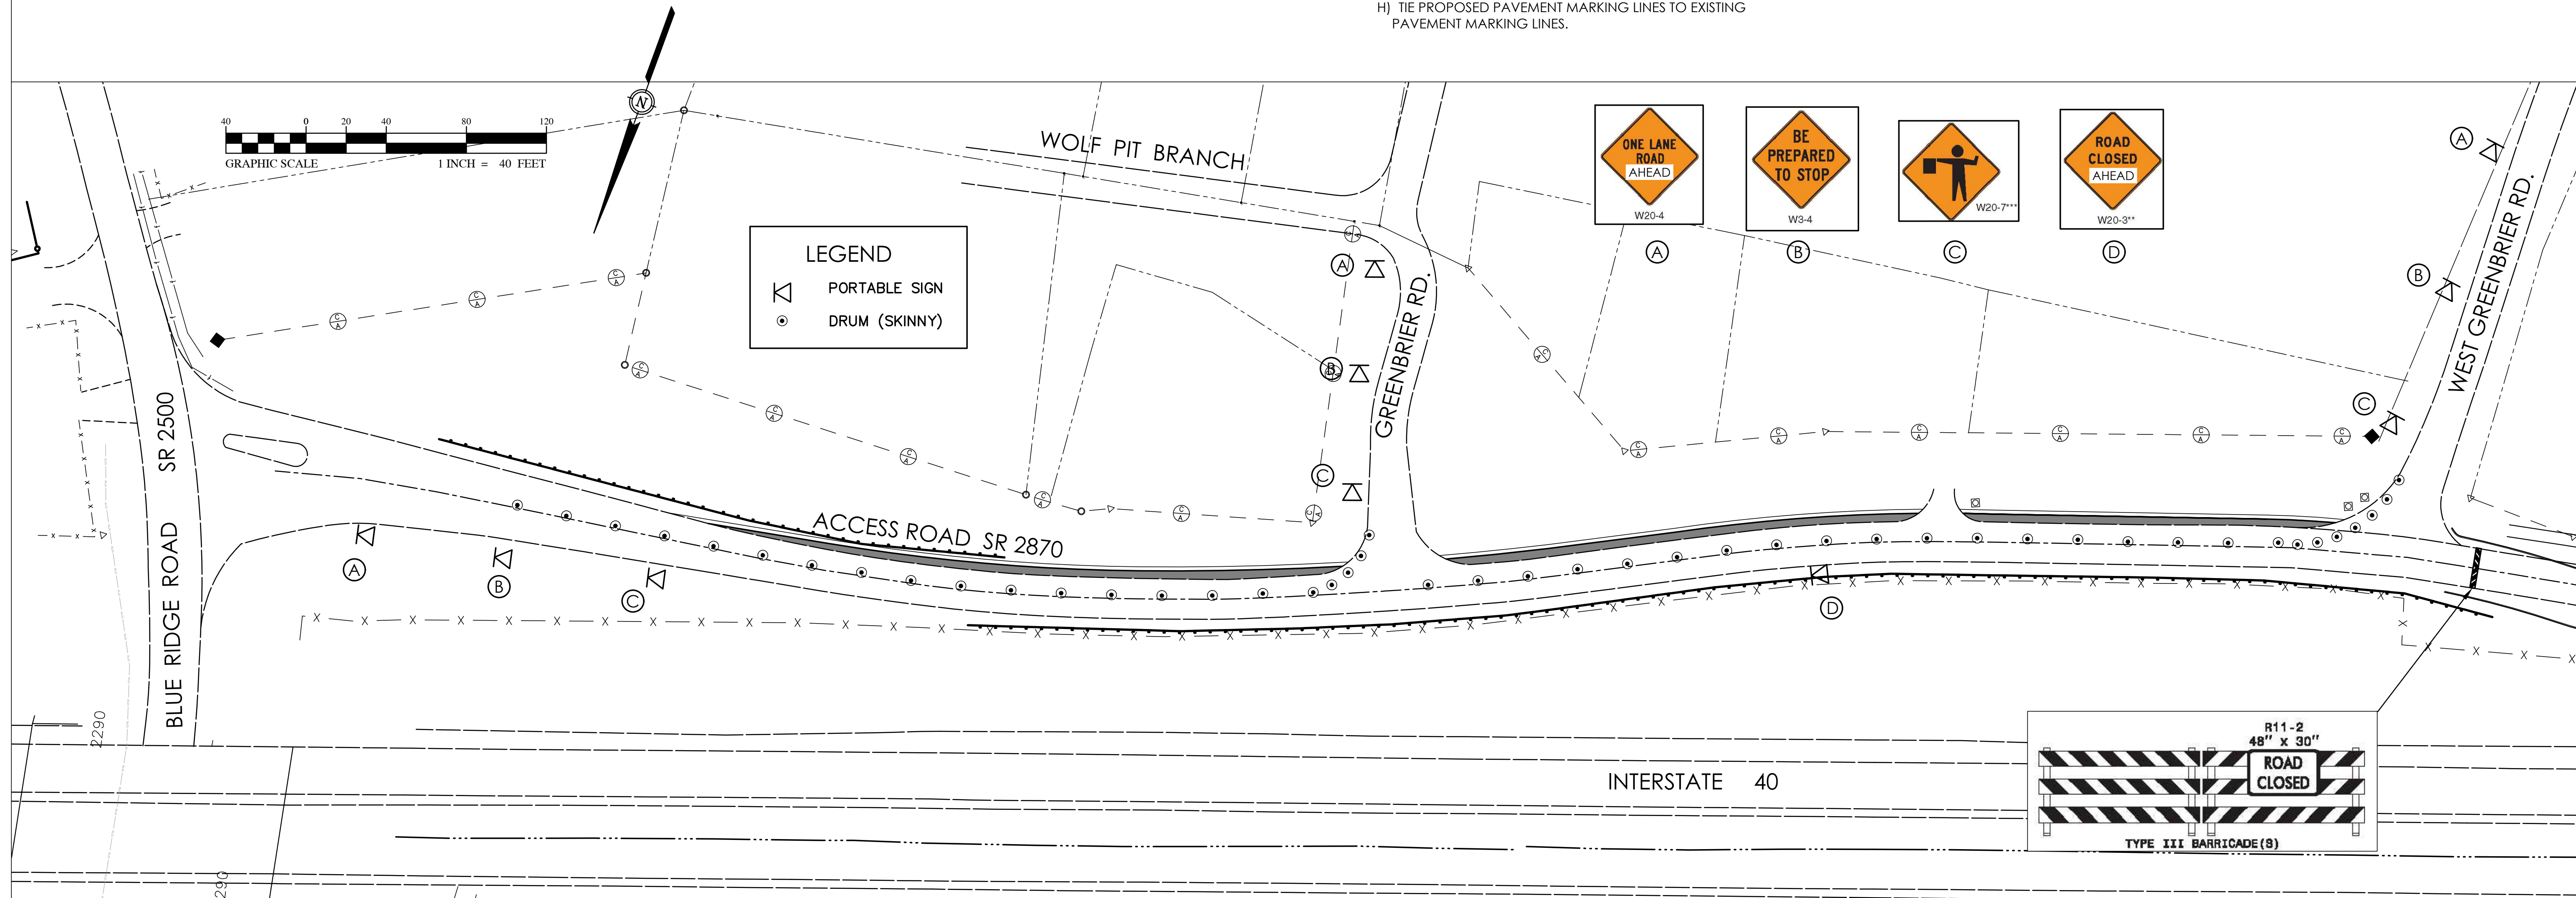 H) TIE PROPOSED PAVEMENT MARKING LINES TO EXISTING
PAVEMENT MARKING LINES.
40 0 20 40 80 120
GRAPHIC SCALE 1 INCH = 40 FEET
N
WOLF PIT BRANCH
LEGEND
PORTABLE SIGN
DRUM (SKINNY)
ONE LANE
ROAD
AHEAD
W20-4
A
BE
PREPARED
TO STOP
W3-4
B
W20-7***
C
ROAD
CLOSED
AHEAD
W20-3**
D
A
B
C
WEST GREENBRIER RD.
A
B
C
GREENBRIER RD.
SR 2500
BLUE RIDGE ROAD
ACCESS ROAD SR 2870
A
B
C
D
2290
290
INTERSTATE 40
R11-2
48" x 30"
ROAD
CLOSED
TYPE III BARRICADE(S)